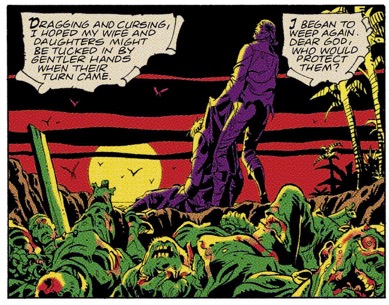 DRAGGING AND CURSING,
I HOPED MY WIFE AND
DAUGHTERS MIGHT
BE TUCKED IN BY
GENTLER HANDS
WHEN THEIR
TURN CAME.
I BEGAN TO
WEEP AGAIN.
DEAR GOD,
WHO WOULD
PROTECT
THEM?